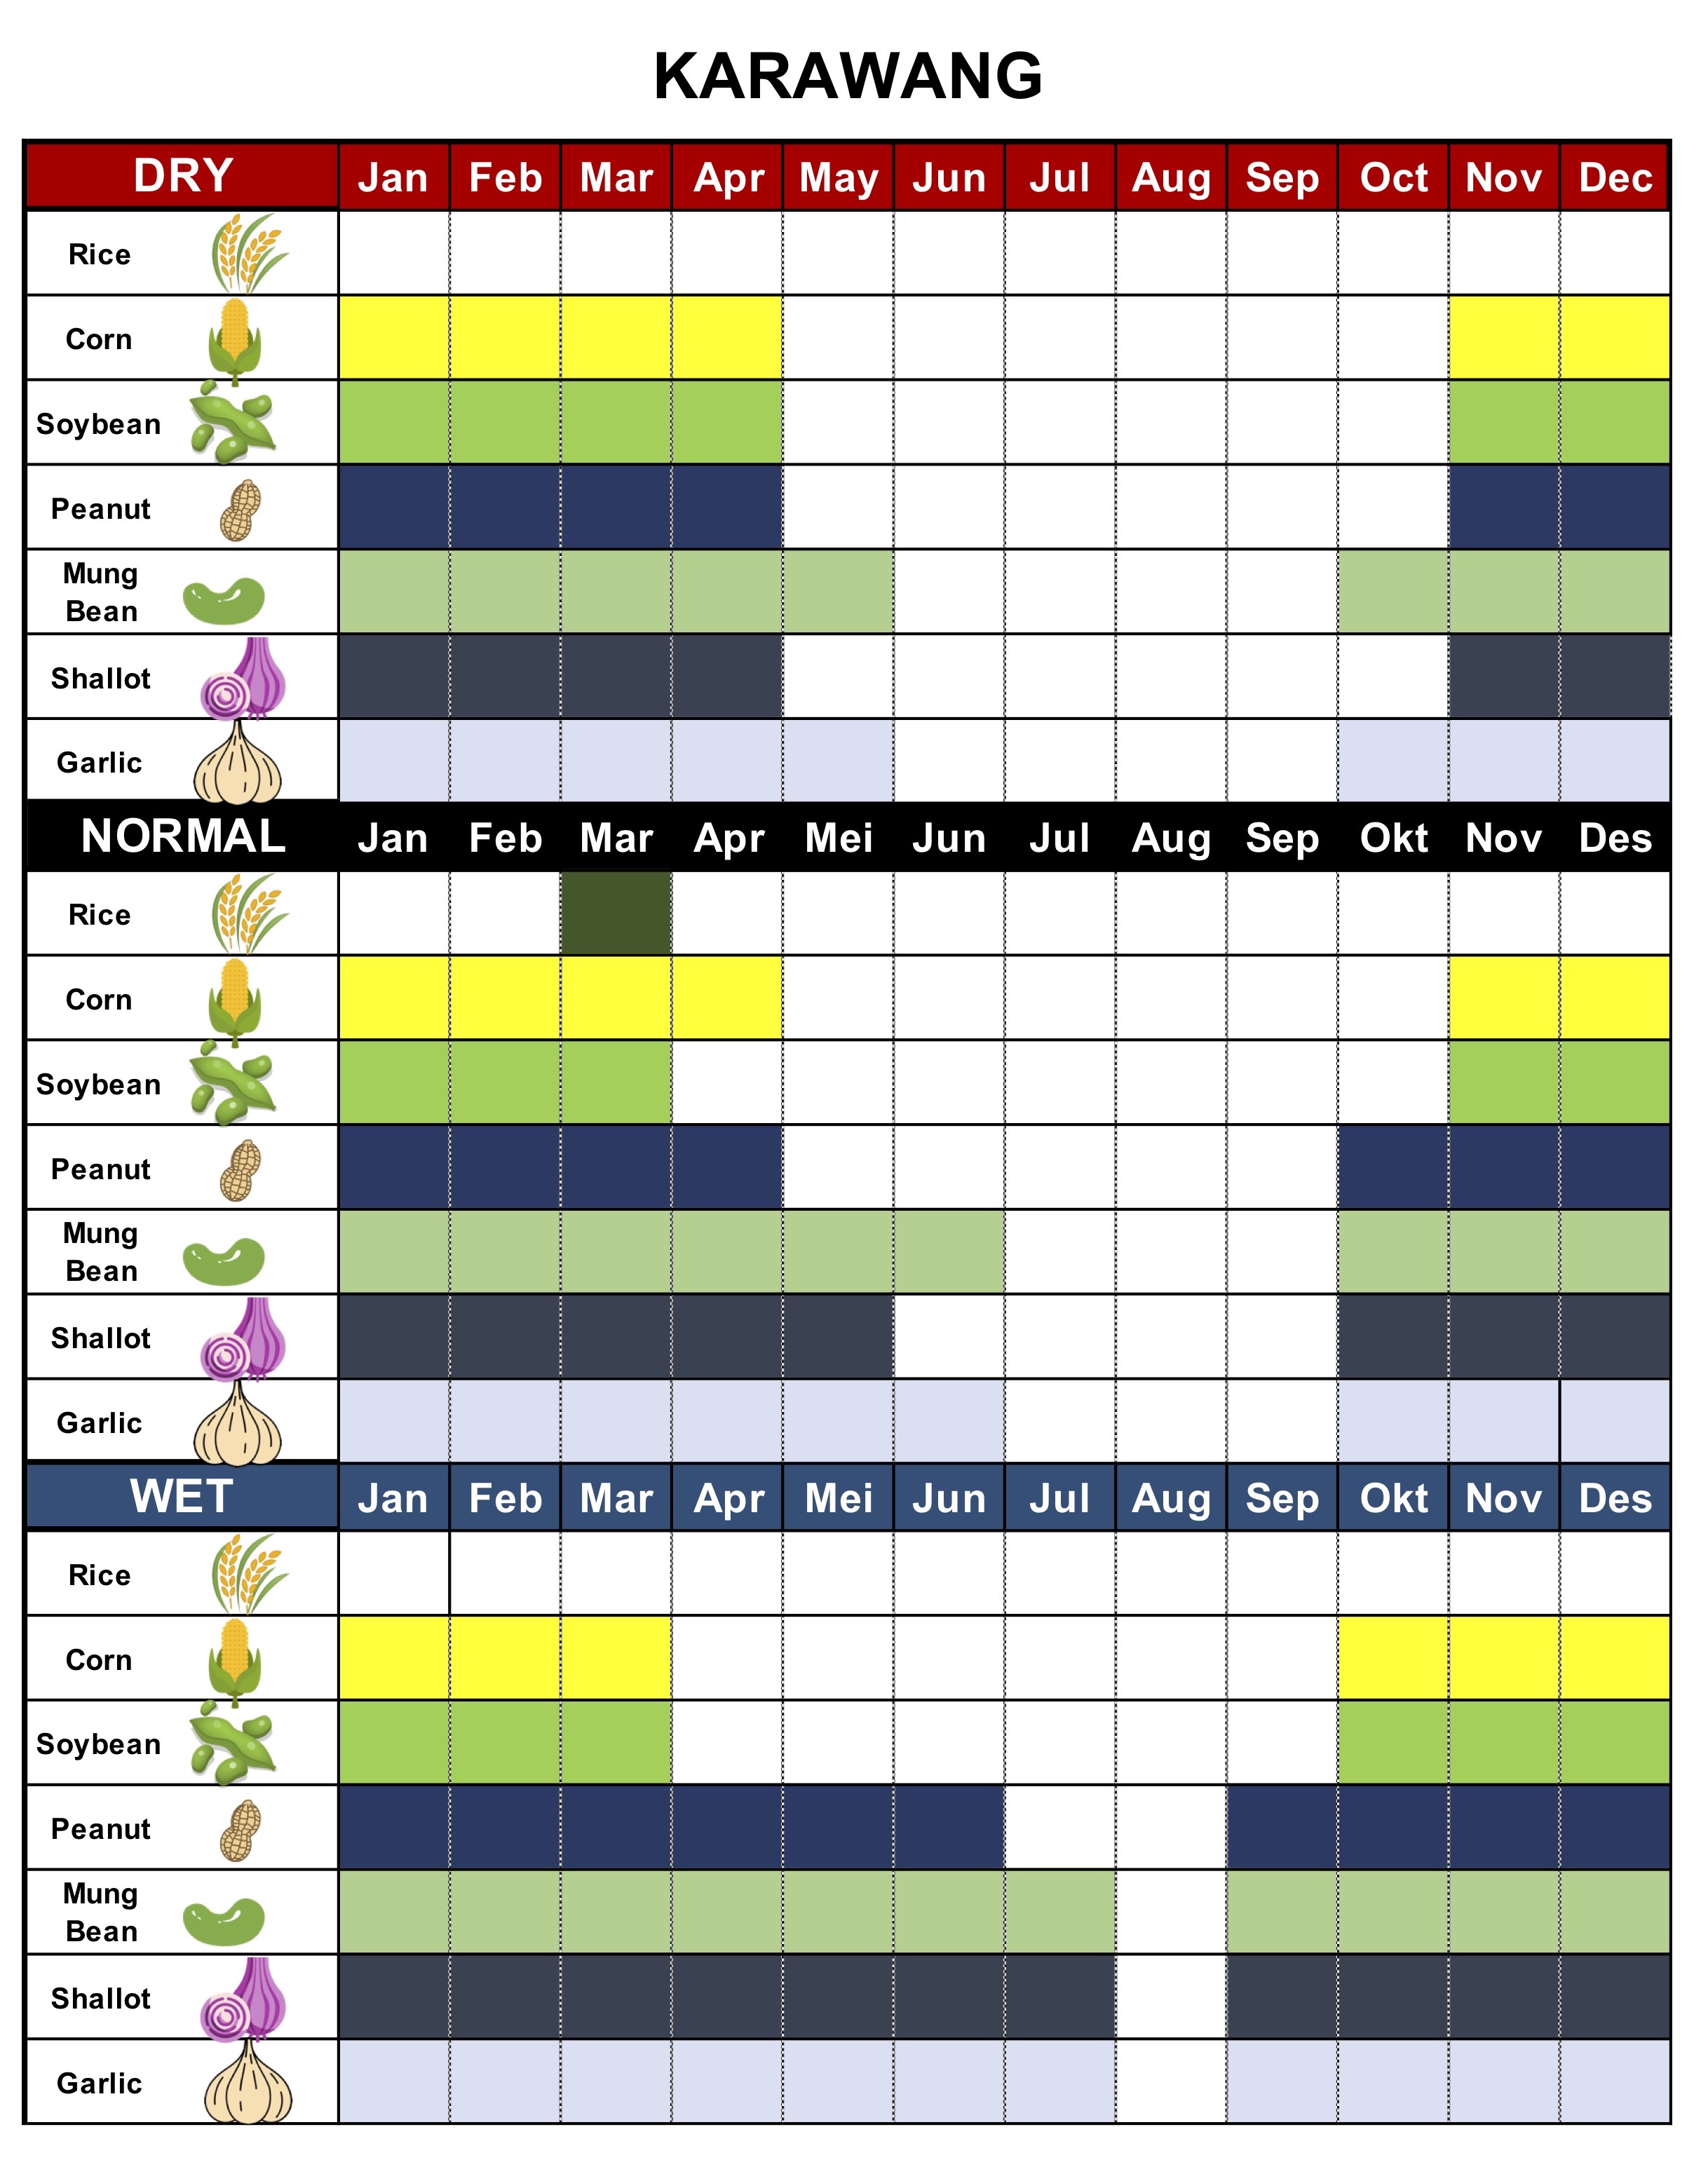 KARAWANG
DRY Jan Feb Mar Apr May Jun Jul Aug Sep Oct Nov Dec
Rice
Corn
Soybean
Peanut
Mung
Bean
Shallot
Garlic
NORMAL Jan Feb Mar Apr Mei Jun Jul Aug Sep Okt Nov Des
Rice
Corn
Soybean
Peanut
Mung
Bean
Shallot
Garlic
WET Jan Feb Mar Apr Mei Jun Jul Aug Sep Okt Nov Des
Rice
Corn
Soybean
Peanut
Mung
Bean
Shallot
Garlic